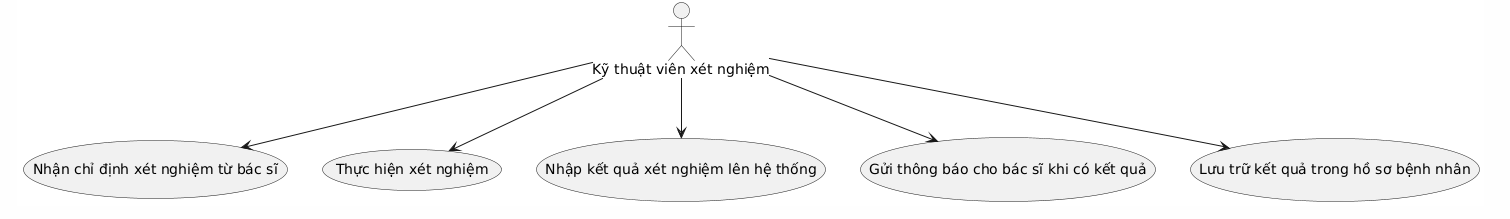 Kỹ thuật viên xét nghiệm
Nhận chỉ định xét nghiệm từ bác sĩ
Thực hiện xét nghiệm
Nhập kết quả xét nghiệm lên hệ thống
Gửi thông báo cho bác sĩ khi có kết quả
Lưu trữ kết quả trong hồ sơ bệnh nhân